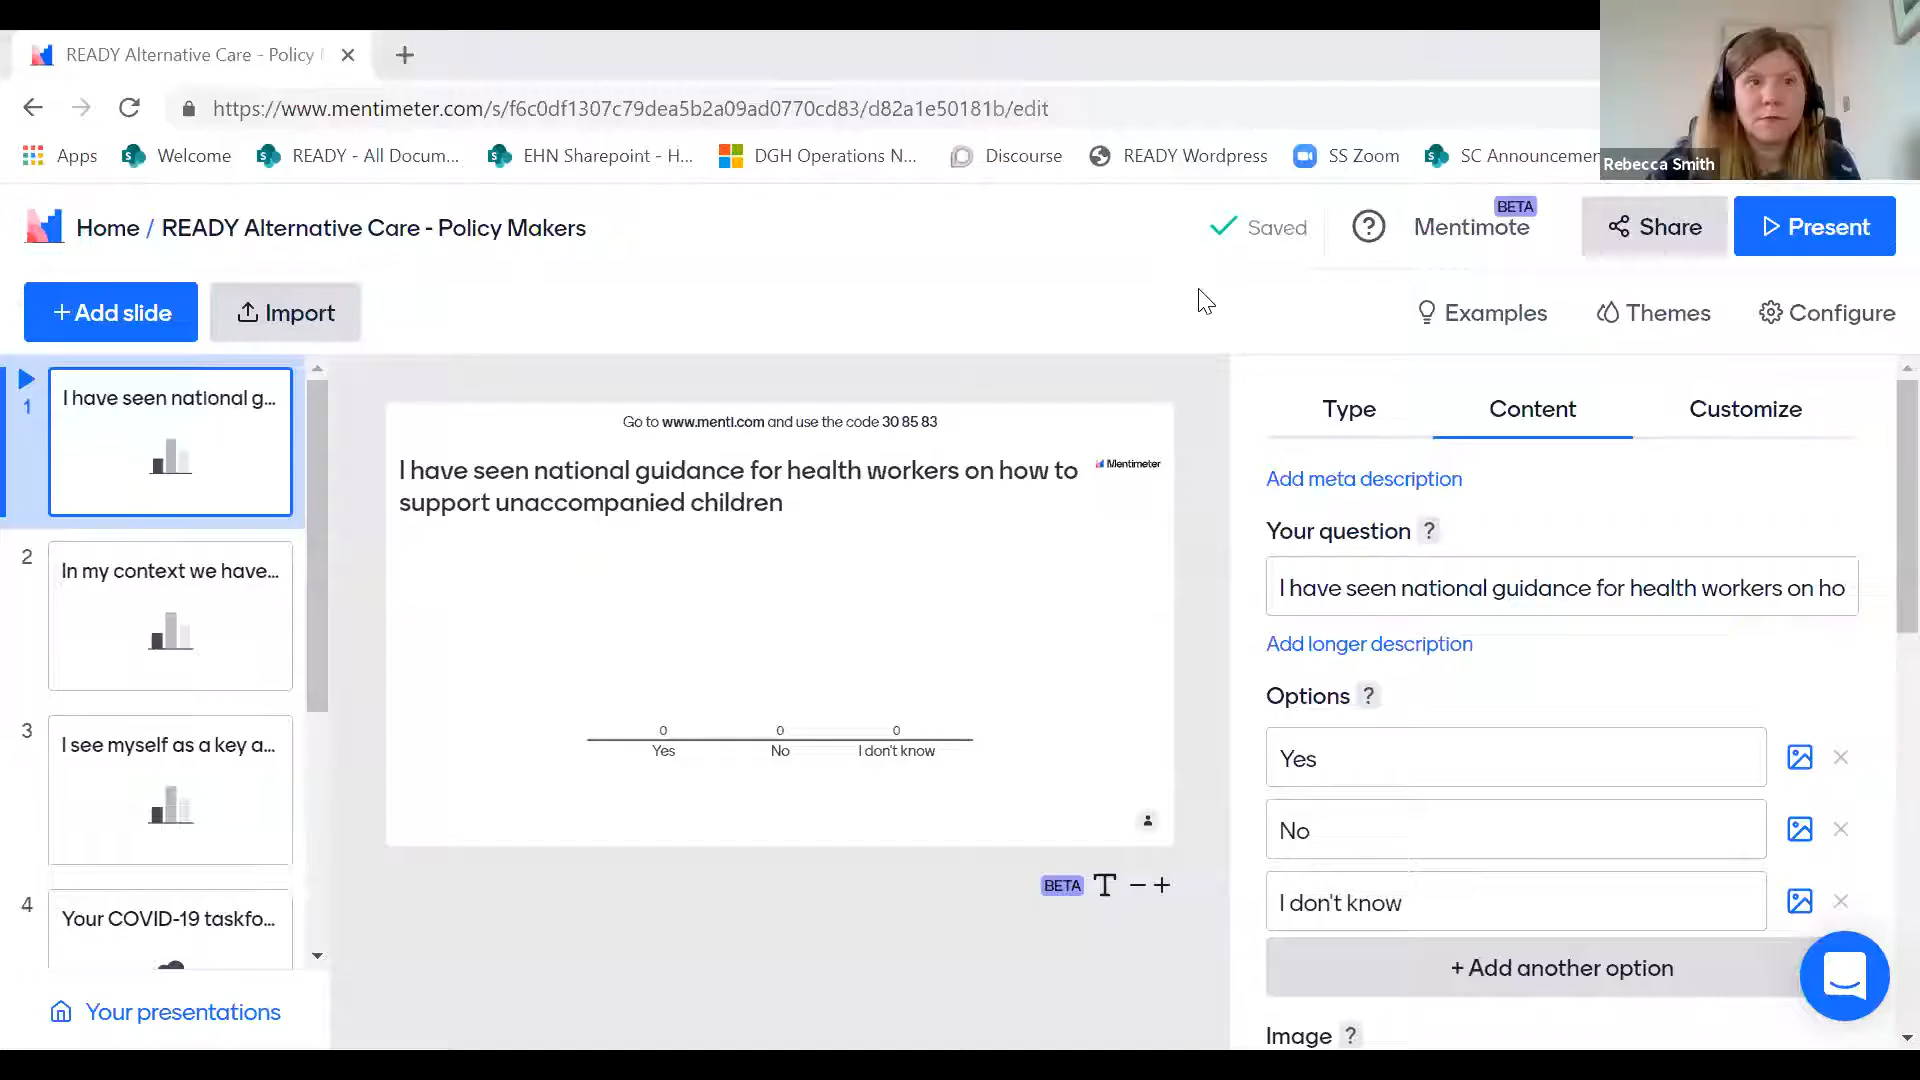 READY Alternative Care - Policy
https://www.mentimeter.com/s/f6c0df1307c79dea5b2a09ad0770cd83/d82a1e50181b/edit
Apps
Welcome
READY - All Docum...
EHN Sharepoint - H...
DGH Operations N...
Discourse
READY Wordpress
SS Zoom
SC Announcemen
Rebecca Smith
Home / READY Alternative Care - Policy Makers
Saved
?
Mentimote
BETA
Share
Present
+ Add slide
Import
Examples
Themes
Configure
1
I have seen national g...
2
In my context we have...
3
I see myself as a key a...
4
Your COVID-19 taskfo...
Your presentations
Go to www.menti.com and use the code 30 85 83
I have seen national guidance for health workers on how to
support unaccompanied children
Mentimeter
0 0 0
Yes No I don't know
BETA T − +
Type
Content
Customize
Add meta description
Your question ?
I have seen national guidance for health workers on ho
Add longer description
Options ?
Yes
No
I don't know
+ Add another option
Image ?